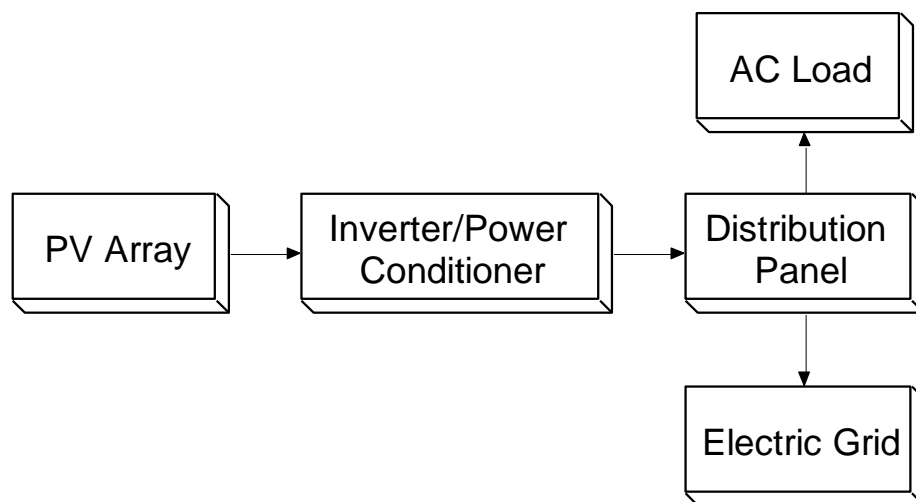 AC Load
PV Array
Inverter/Power
Conditioner
Distribution
Panel
Electric Grid